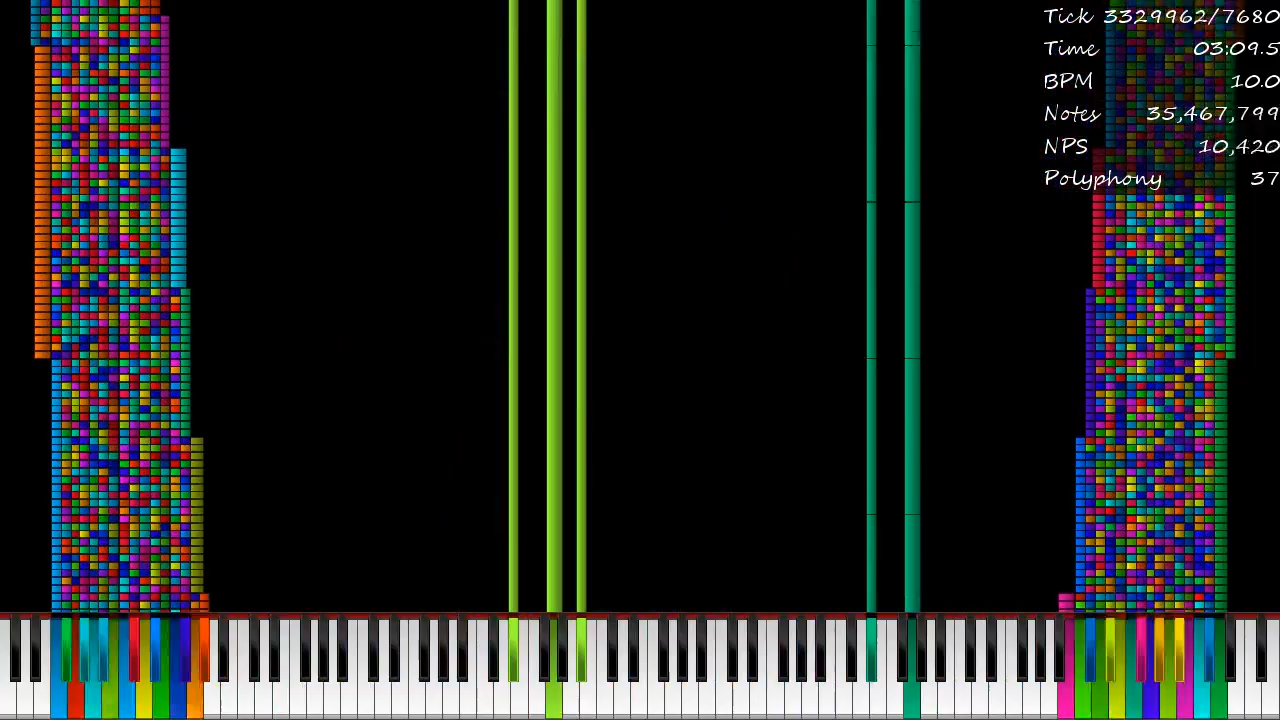 Tick 3329962/7680
Time 03:09.5
BPM 10.0
Notes 35,467,799
NPS 10,420
Polyphony 37